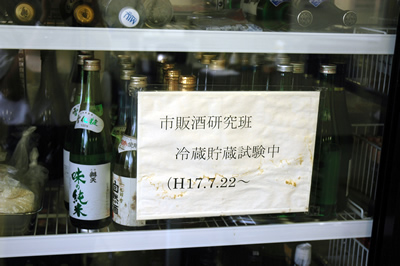 市販酒研究班
冷蔵貯蔵試験中
(H17.7.22〜
味の純米